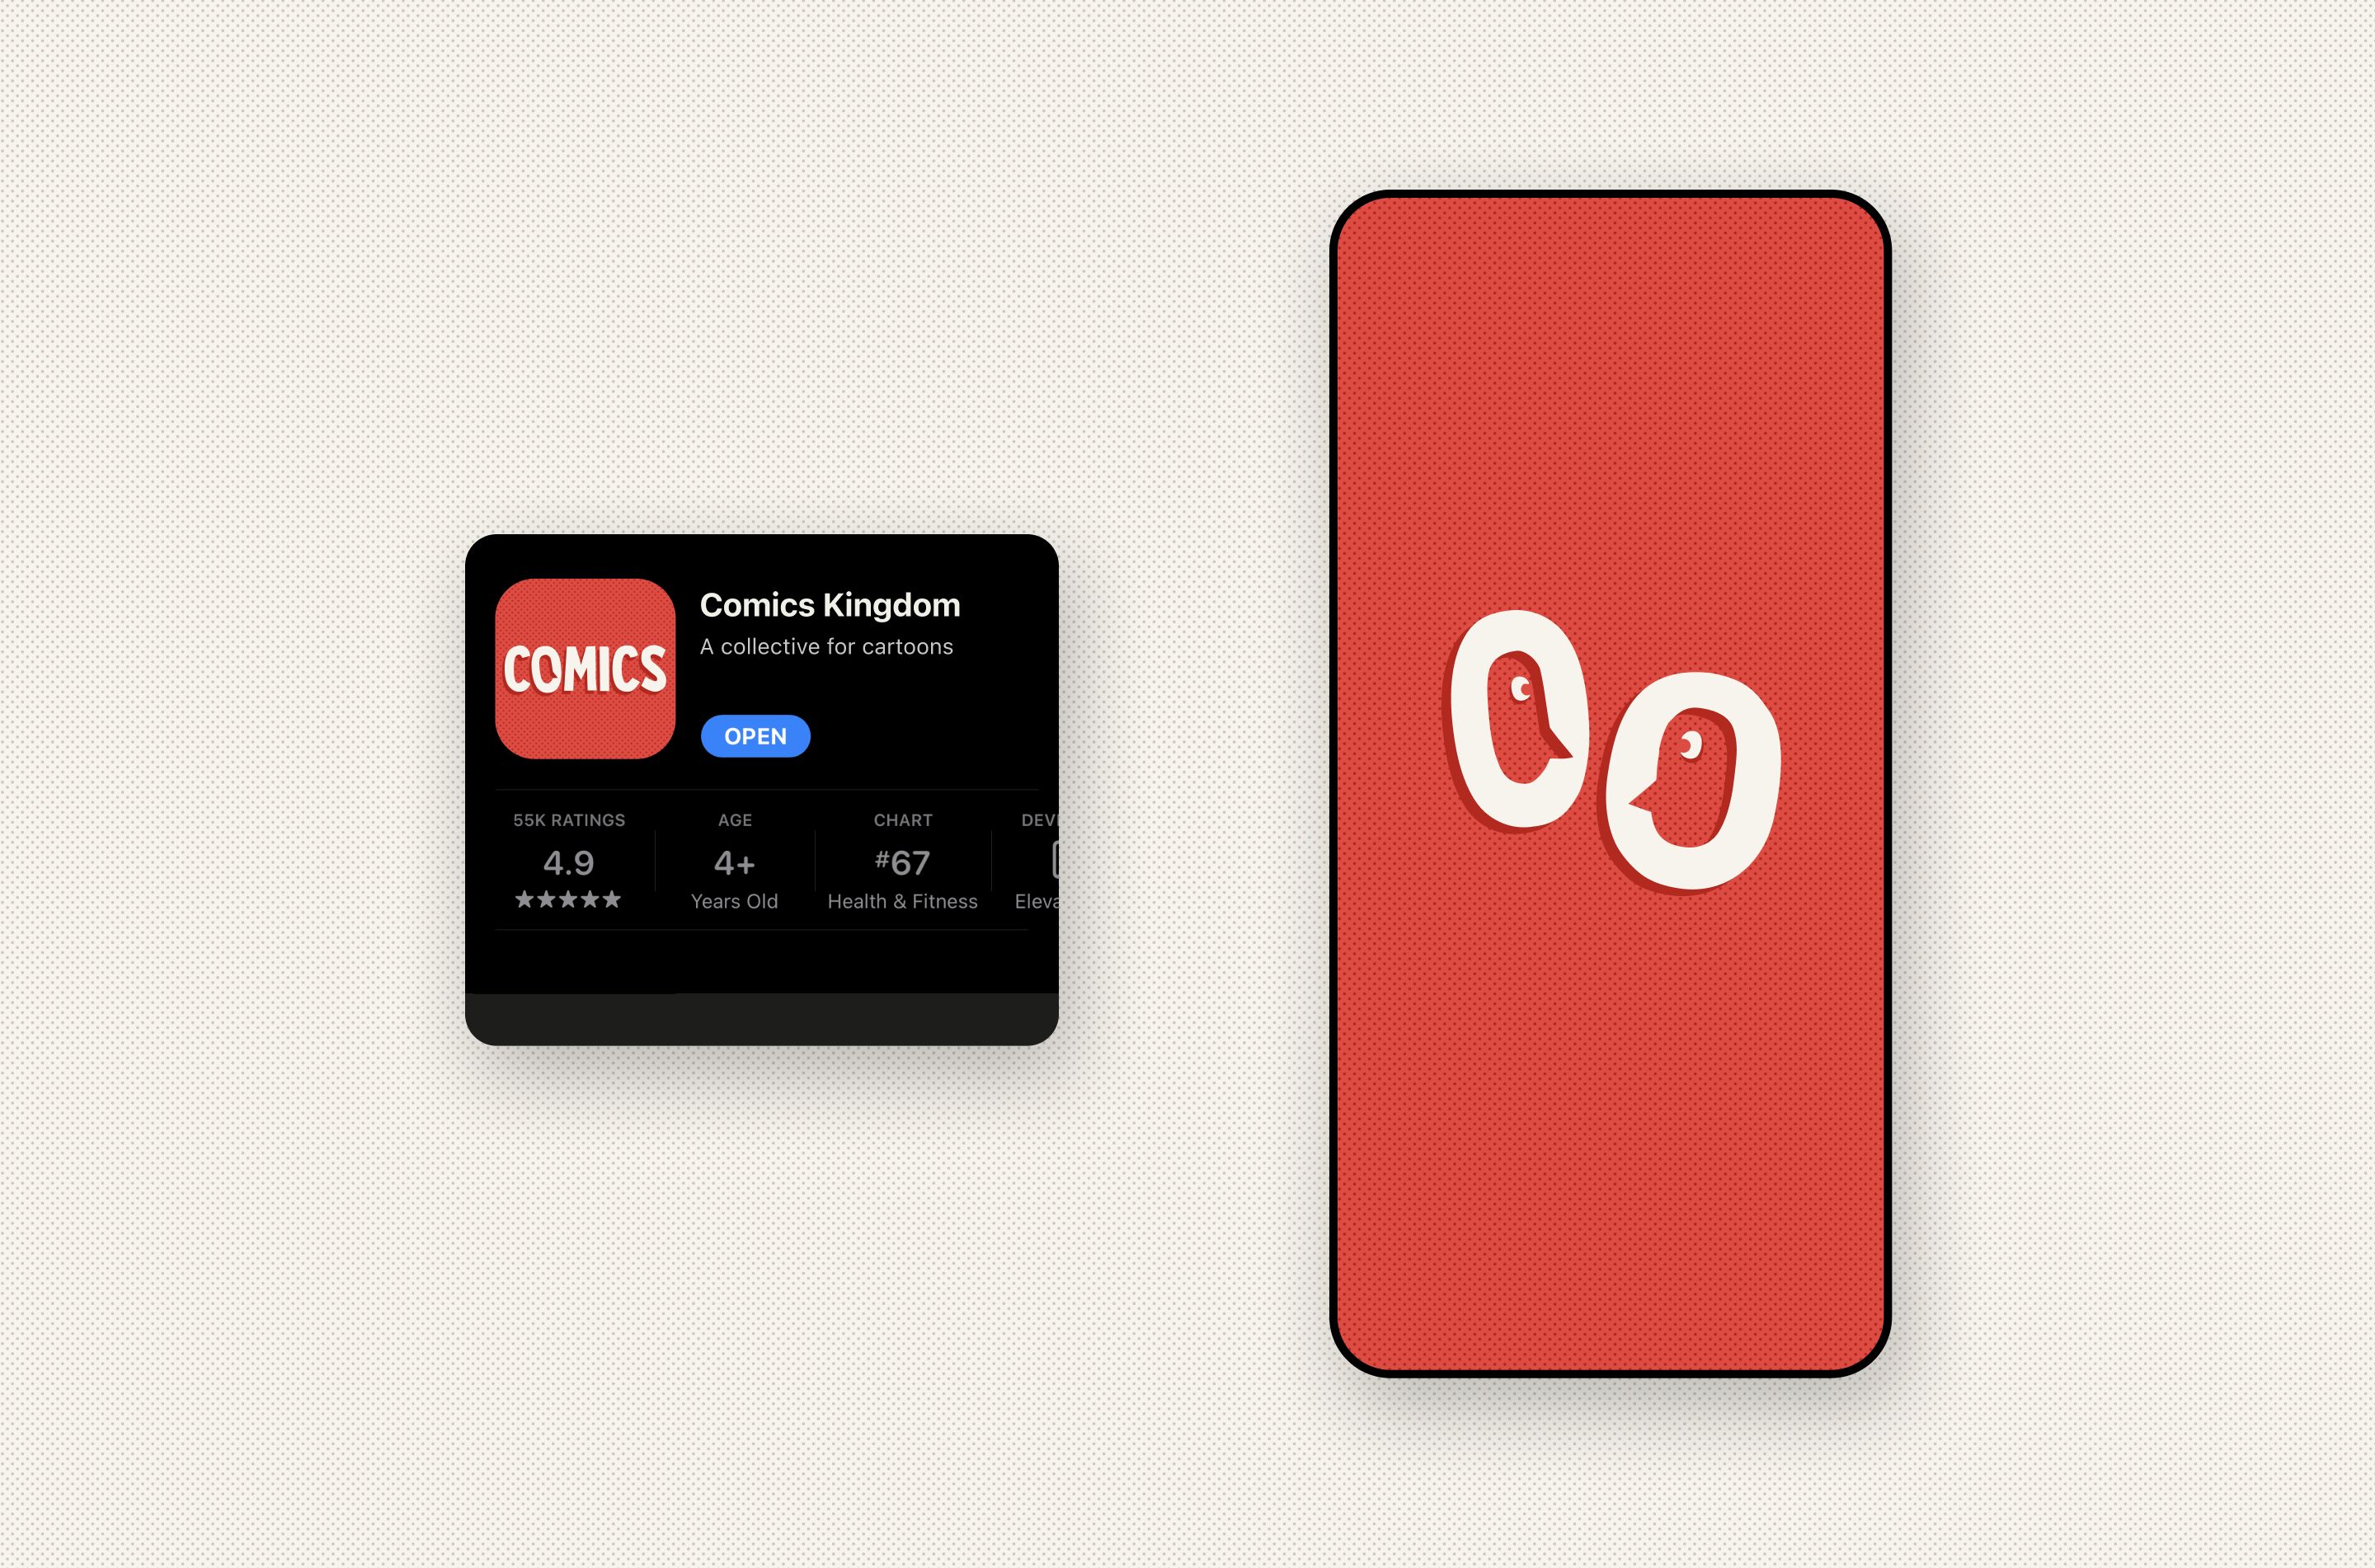 COMICS
Comics Kingdom
A collective for cartoons
OPEN
55K RATINGS
4.9
★★★★★
AGE
4+
Years Old
CHART
#67
Health & Fitness
DEV
Eleva